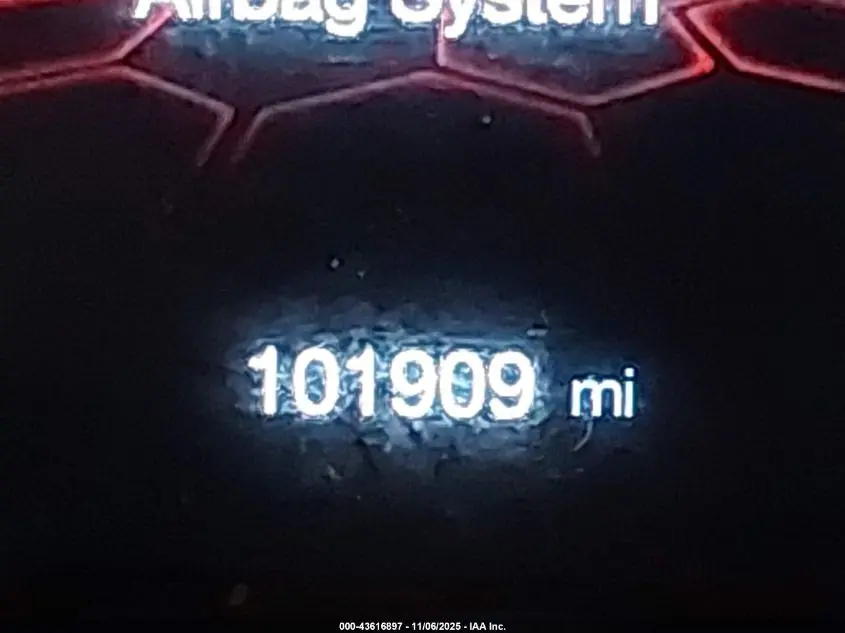 Airbag System
101909 mi
000-43616897 - 11/06/2025 - IAA Inc.